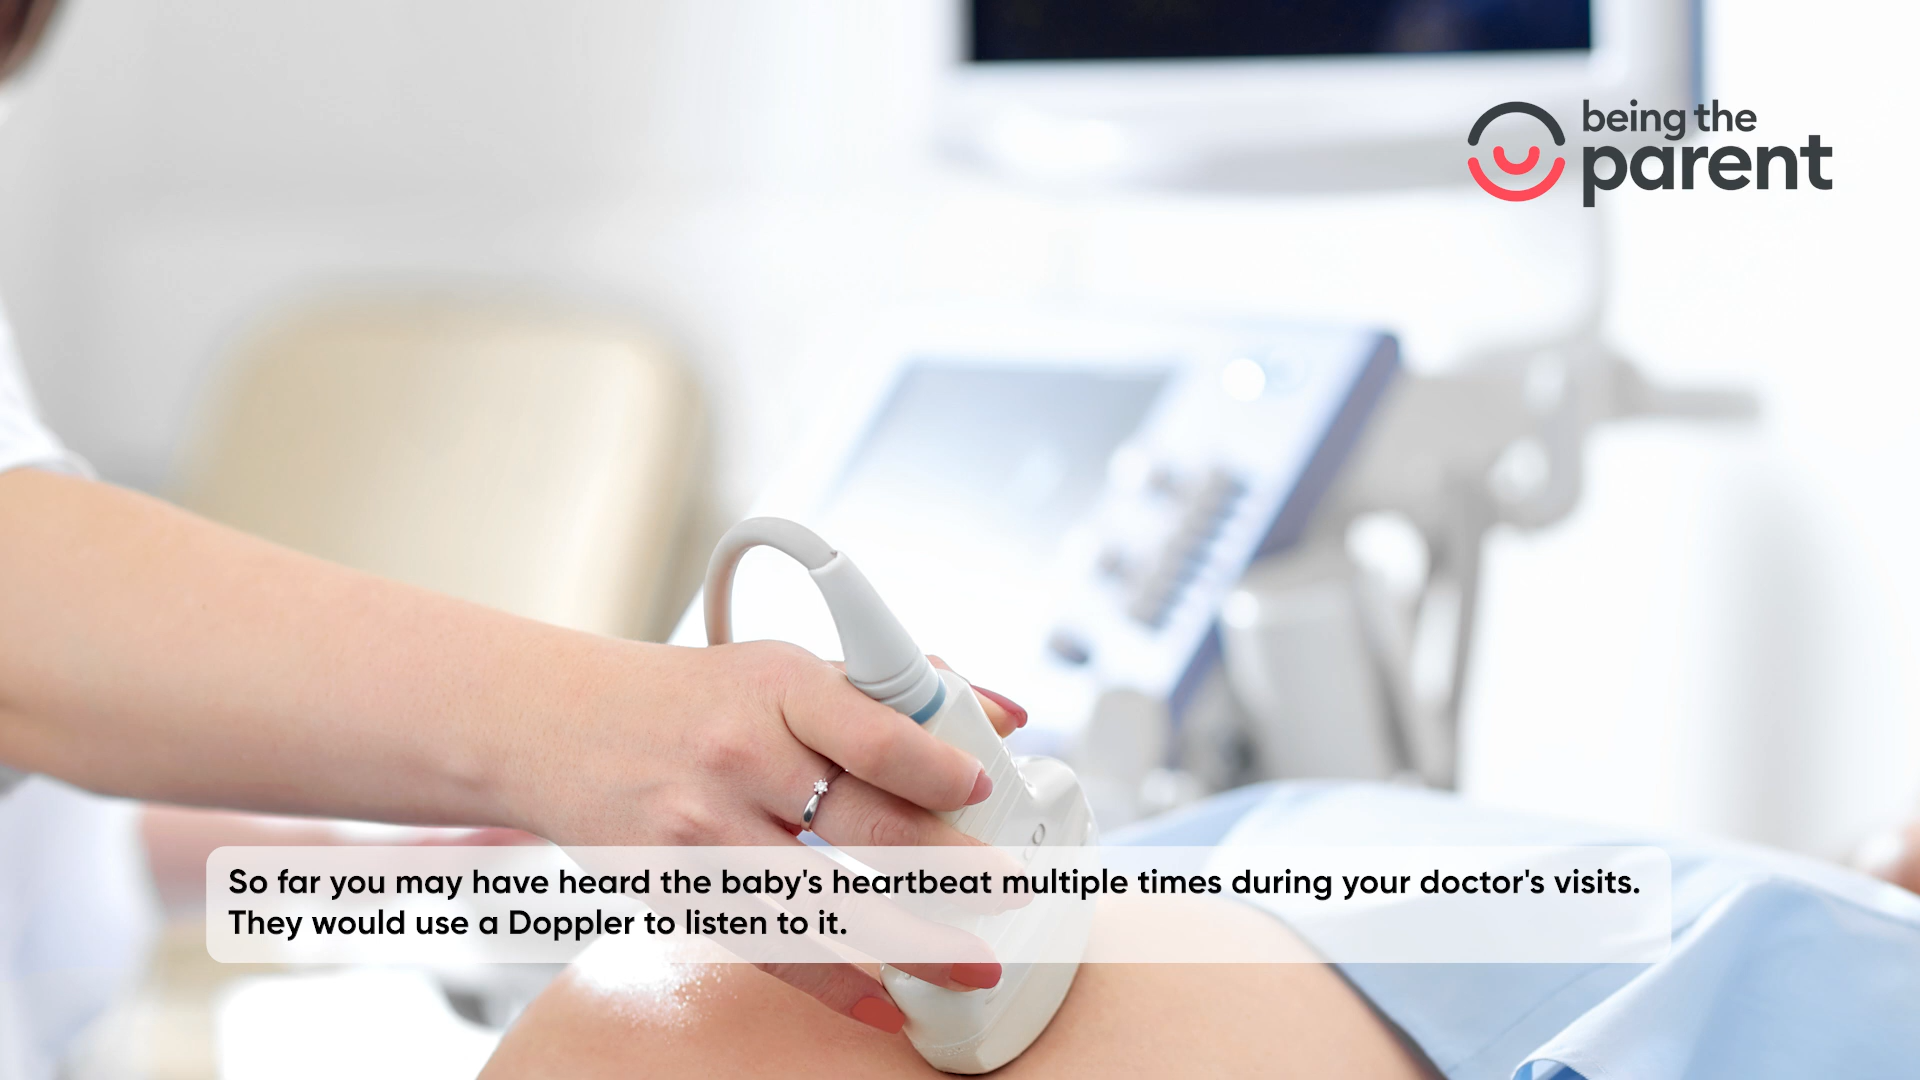 being the
parent
So far you may have heard the baby's heartbeat multiple times during your doctor's visits.
They would use a Doppler to listen to it.